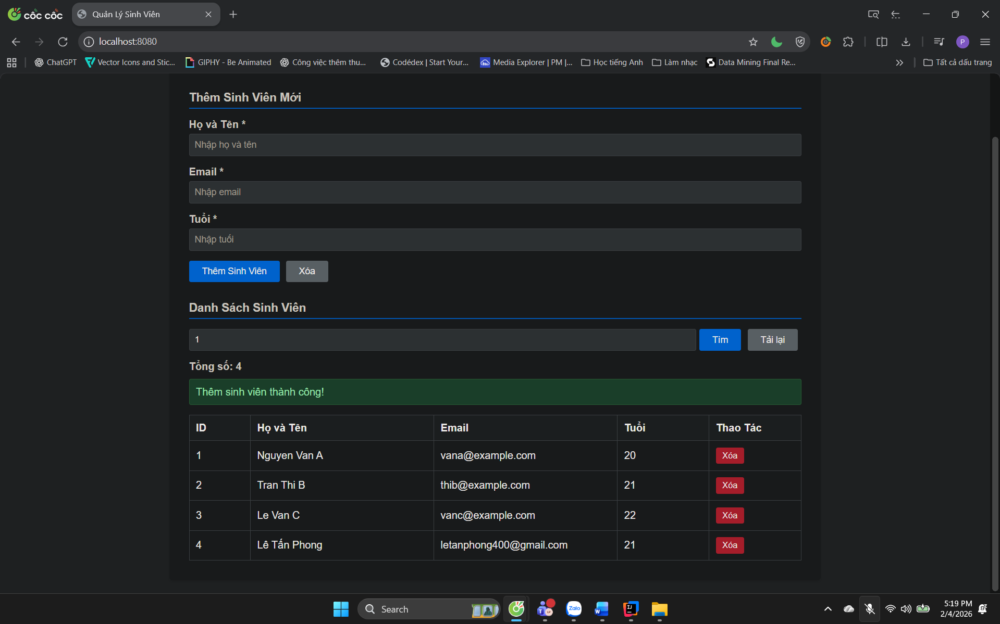 cốc cốc
Quản Lý Sinh Viên
localhost:8080
P
ChatGPT
Vector Icons and Stic...
GIPHY - Be Animated
Công việc thêm thu...
Codédex | Start Your...
Media Explorer | PM |...
Học tiếng Anh
Làm nhạc
Data Mining Final Re...
Tất cả dấu trang
Thêm Sinh Viên Mới
Họ và Tên *
Nhập họ và tên
Email *
Nhập email
Tuổi *
Nhập tuổi
Thêm Sinh Viên Xóa
Danh Sách Sinh Viên
1 Tìm Tải lại
Tổng số: 4
Thêm sinh viên thành công!
ID Họ và Tên Email Tuổi Thao Tác
1 Nguyen Van A vana@example.com 20 Xóa
2 Tran Thi B thib@example.com 21 Xóa
3 Le Van C vanc@example.com 22 Xóa
4 Lê Tấn Phong letanphong400@gmail.com 21 Xóa
Search
Zalo
5:19 PM
2/4/2026